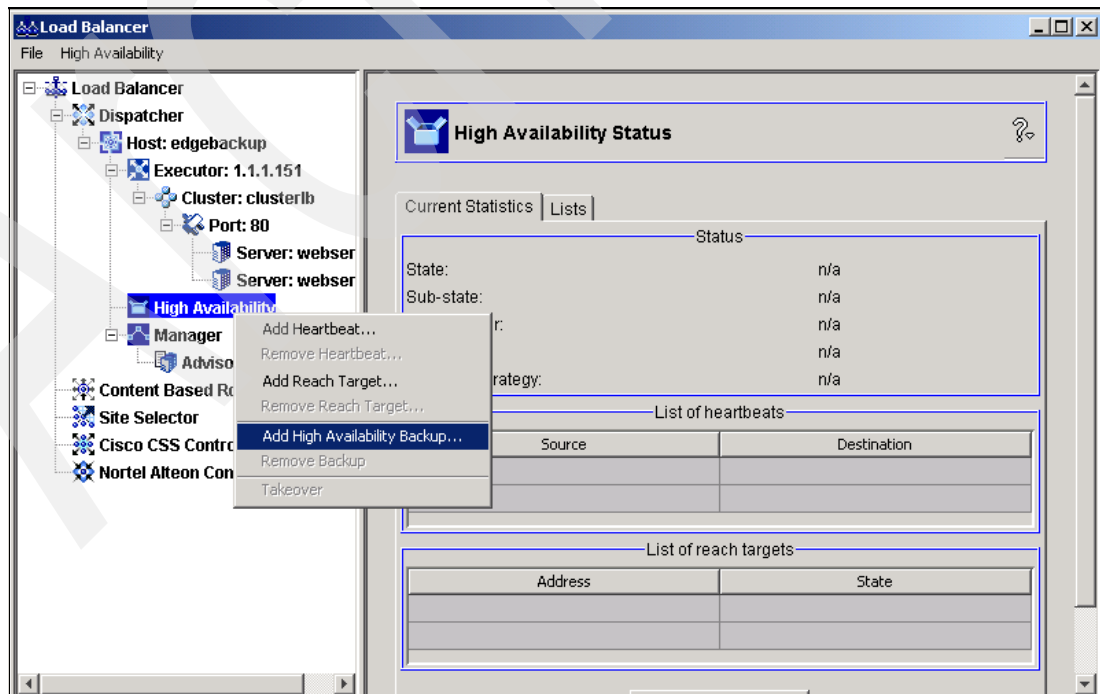 Load Balancer
File High Availability
Load Balancer
Dispatcher
Host: edgebackup
Executor: 1.1.1.151
Cluster: clusterlb
Port: 80
Server: webser
Server: webser
High Availability
Manager
Adviso
Content Based Ro
Site Selector
Cisco CSS Contro
Nortel Alteon Con
Add Heartbeat...
Remove Heartbeat...
Add Reach Target...
Remove Reach Target...
Add High Availability Backup...
Remove Backup
Takeover
High Availability Status
Current Statistics Lists
Status
State: n/a
Sub-state: n/a
r: n/a
n/a
rategy: n/a
List of heartbeats
Source Destination
List of reach targets
Address State